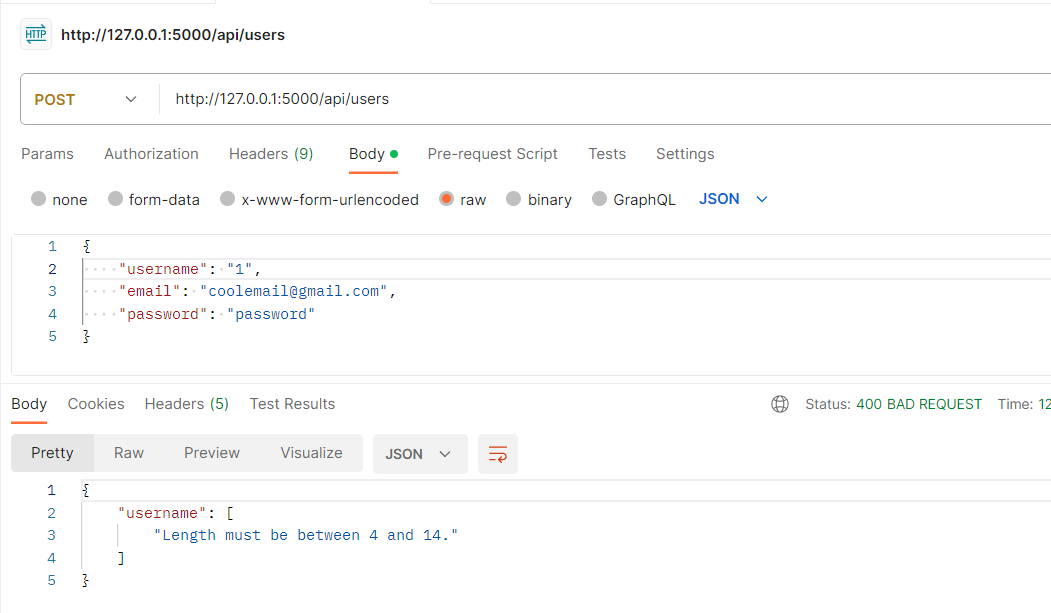 HTTP http://127.0.0.1:5000/api/users
POST http://127.0.0.1:5000/api/users
Params Authorization Headers (9) Body Pre-request Script Tests Settings
none form-data x-www-form-urlencoded raw binary GraphQL JSON
1 {
2 ····"username":·"1",
3 ····"email":·"coolemail@gmail.com",
4 ····"password":·"password"
5 }
Body Cookies Headers (5) Test Results Status: 400 BAD REQUEST Time: 12
Pretty Raw Preview Visualize JSON
1 {
2 "username": [
3 "Length must be between 4 and 14."
4 ]
5 }